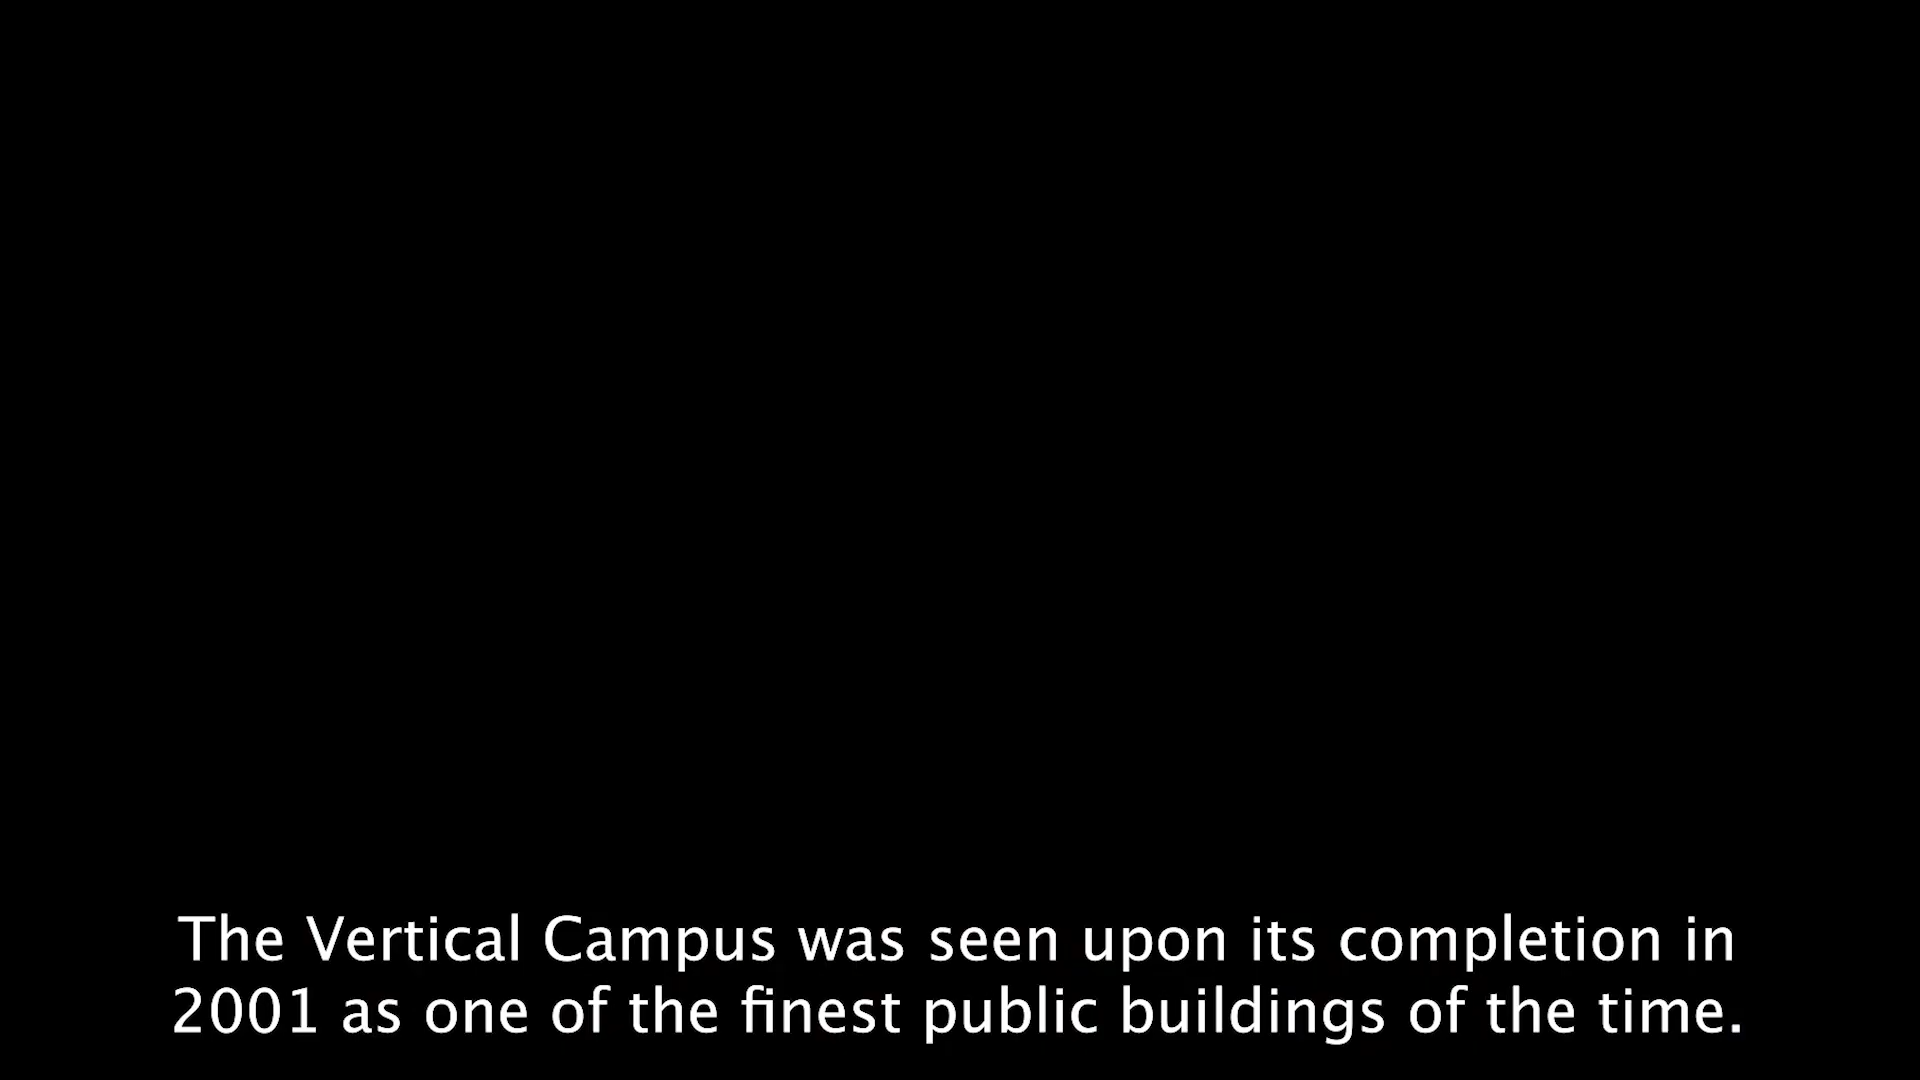 The Vertical Campus was seen upon its completion in
2001 as one of the finest public buildings of the time.